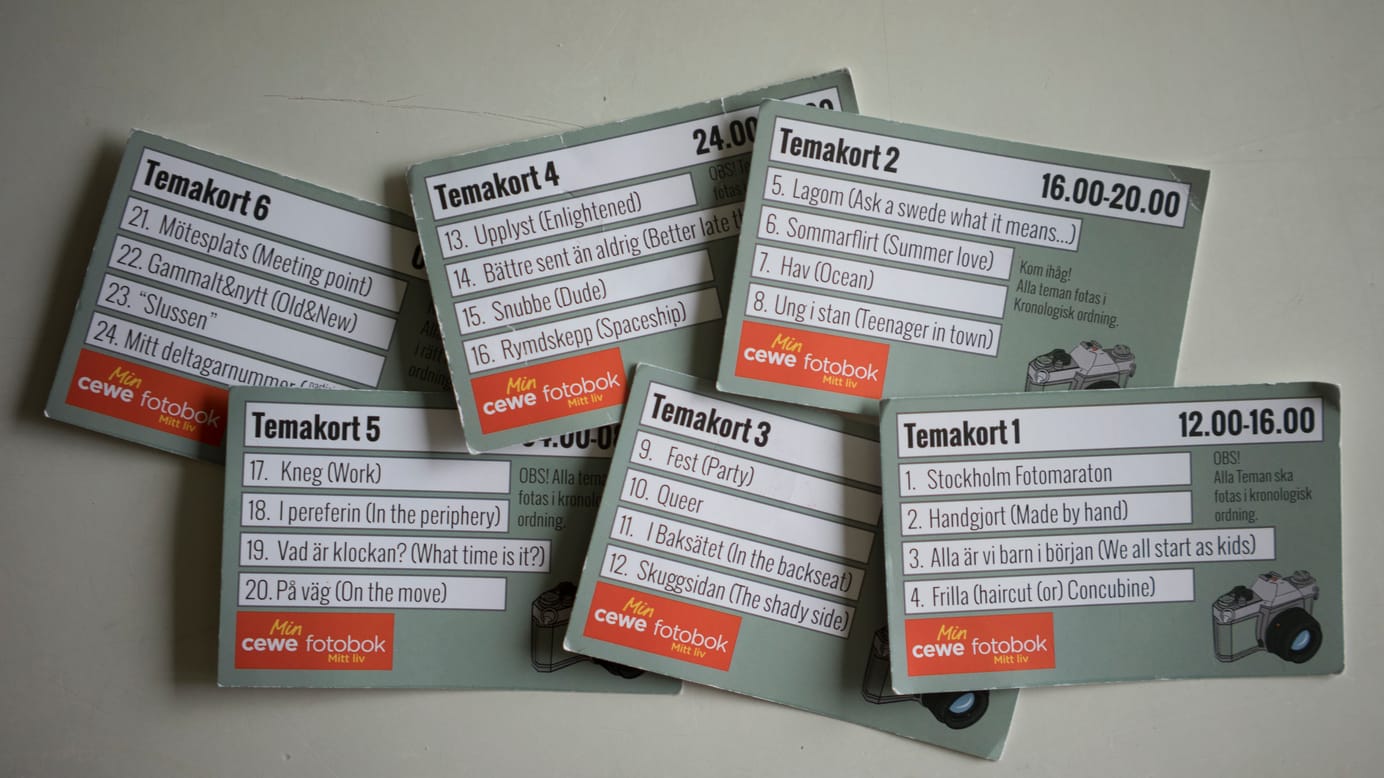 Temakort 6
21. Mötesplats (Meeting point)
22. Gammalt&nytt (Old&New)
23. “Slussen”
24. Mitt deltagarnummer (
ordning.
Min
cewe fotobok
Mitt liv
Temakort 4
24.00
OBS!
fotas i
13. Upplyst (Enlightened)
14. Bättre sent än aldrig (Better late
15. Snubbe (Dude)
16. Rymdskepp (Spaceship)
Min
cewe fotobok
Mitt liv
Temakort 2
16.00-20.00
5. Lagom (Ask a swede what it means...)
6. Sommarflirt (Summer love)
7. Hav (Ocean)
8. Ung i stan (Teenager in town)
Kom ihåg!
Alla teman fotas i
Kronologisk ordning.
Min
cewe fotobok
Mitt liv
Temakort 5
17. Kneg (Work)
18. I pereferin (In the periphery)
19. Vad är klockan? (What time is it?)
20. På väg (On the move)
OBS! Alla
fotas i
ordning.
Min
cewe fotobok
Mitt liv
Temakort 3
9. Fest (Party)
10. Queer
11. I Baksätet (In the backseat)
12. Skuggsidan (The shady side)
Min
cewe fotobok
Mitt liv
Temakort 1
12.00-16.00
1. Stockholm Fotomaraton
2. Handgjort (Made by hand)
3. Alla är vi barn i början (We all start as kids)
4. Frilla (haircut (or) Concubine)
OBS!
Alla Teman ska
fotas i kronologisk
ordning.
Min
cewe fotobok
Mitt liv